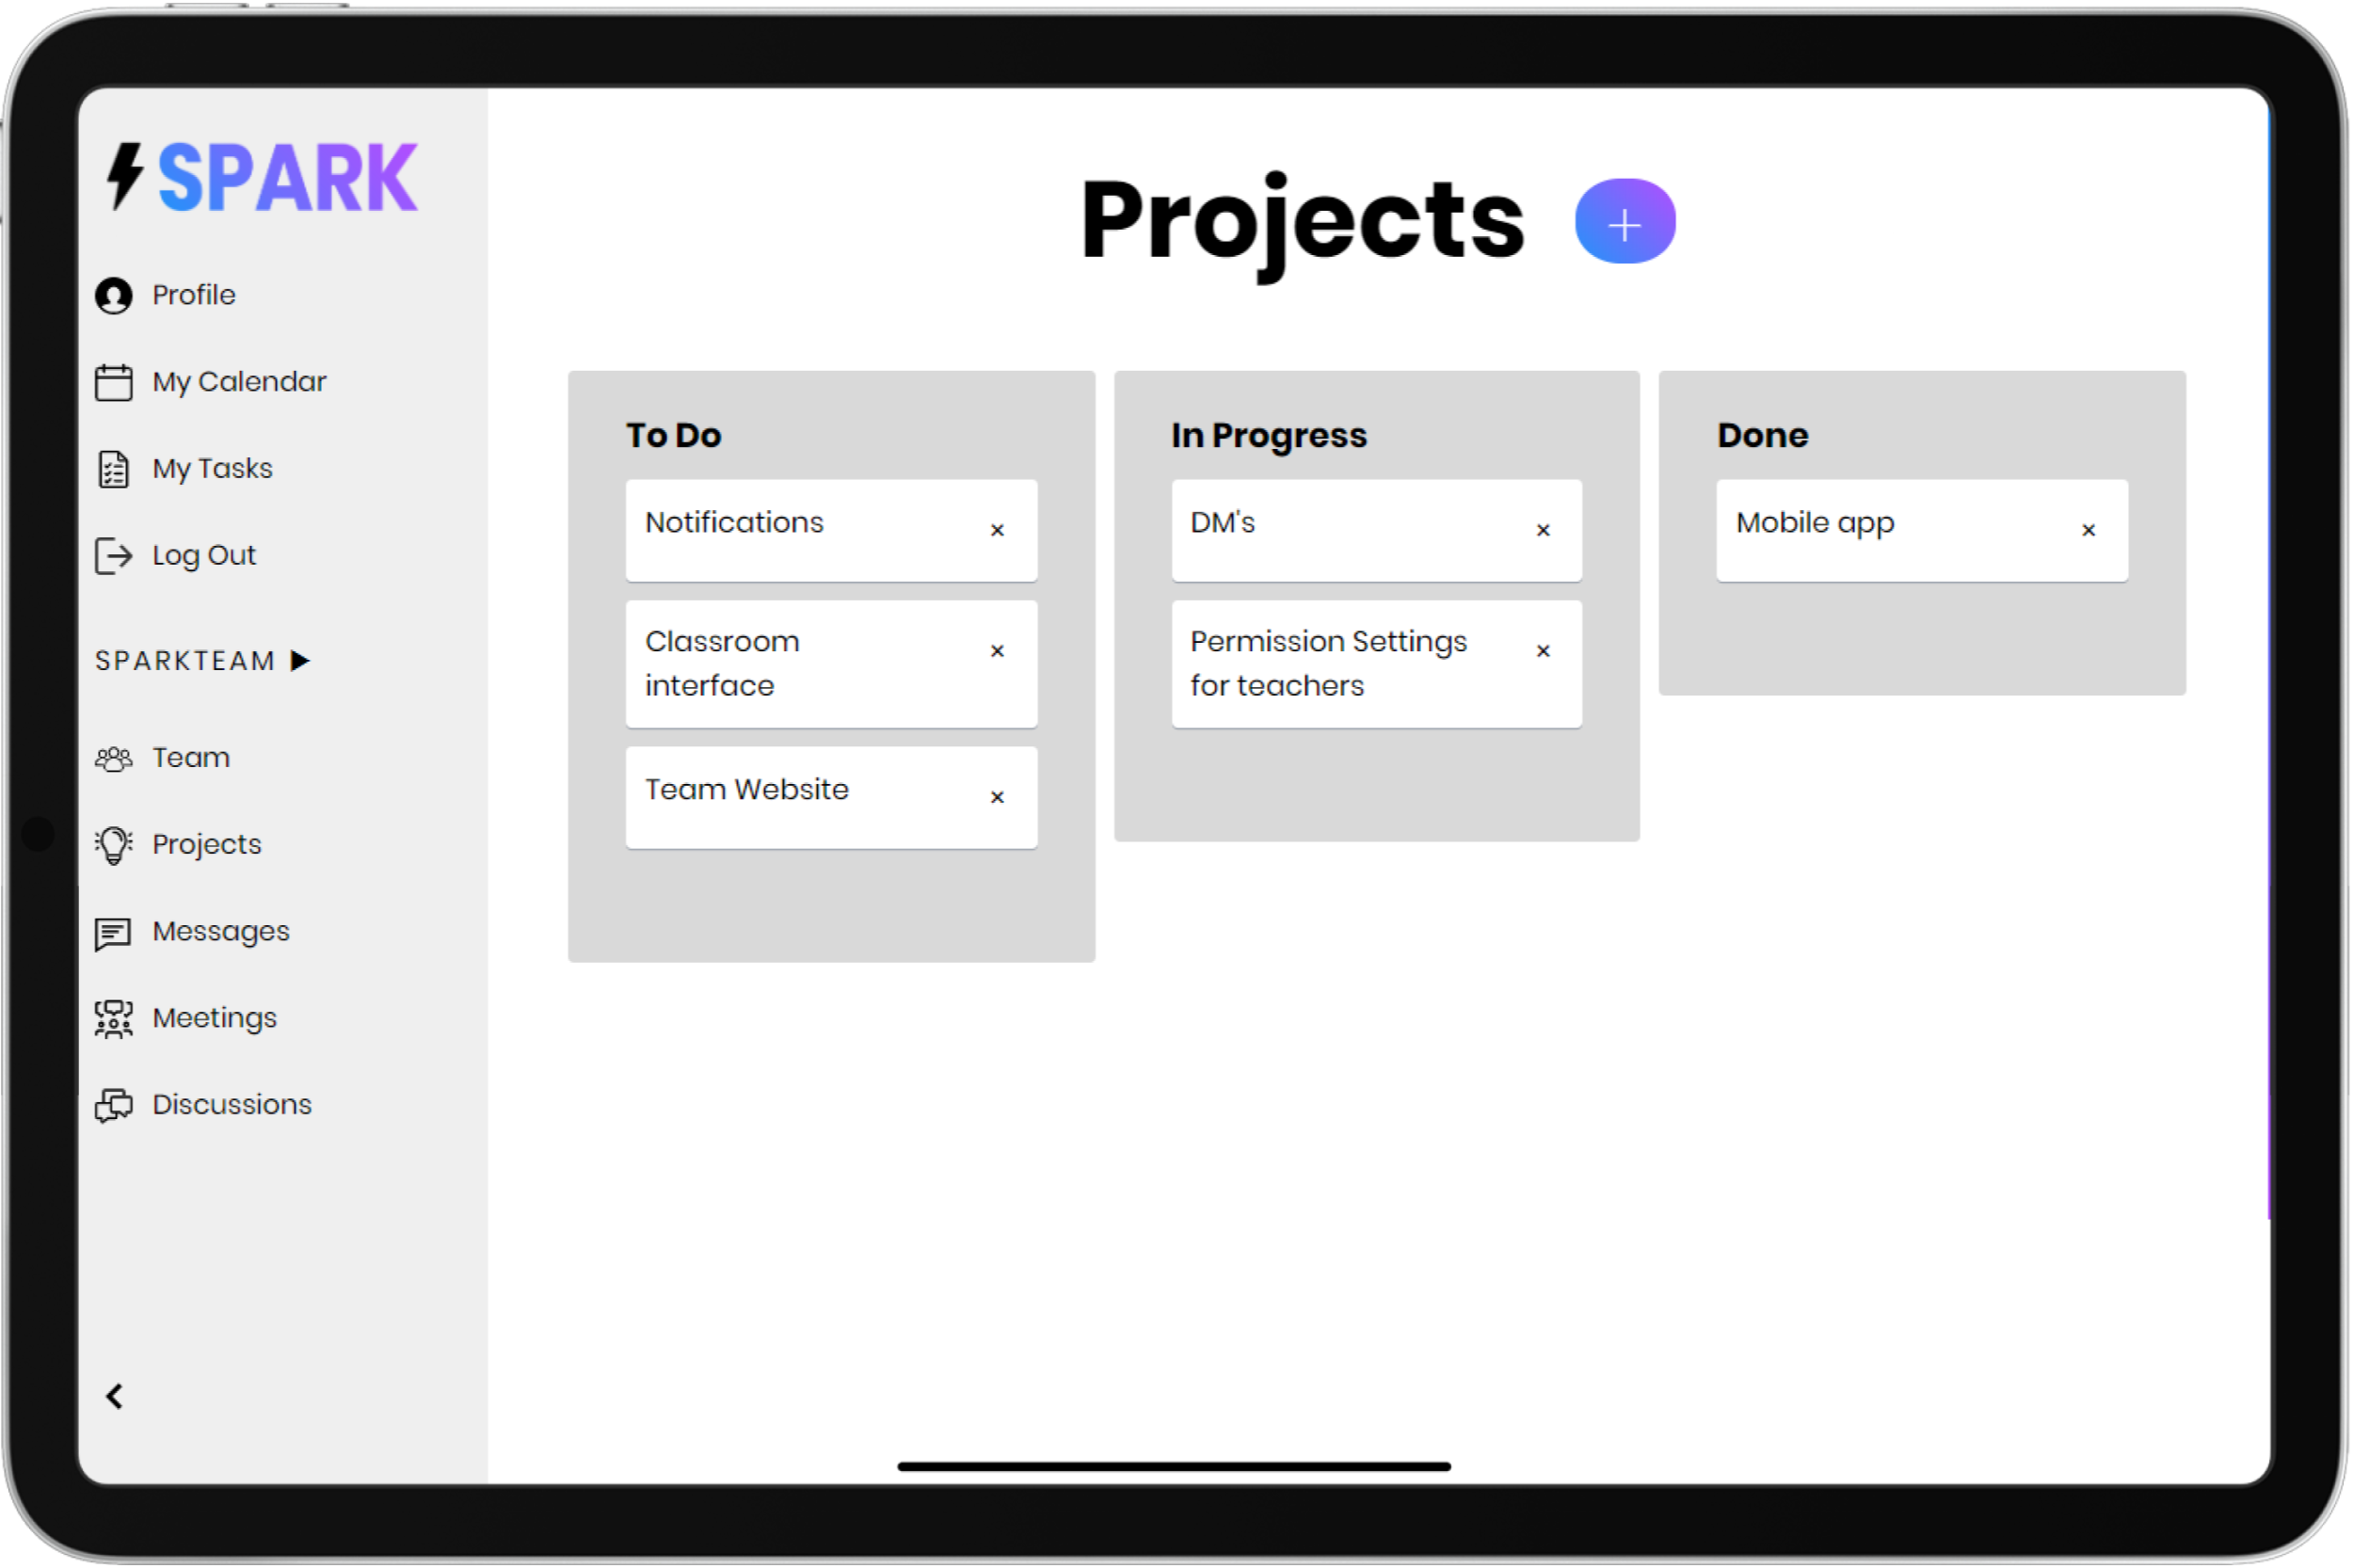 SPARK
Profile
My Calendar
My Tasks
Log Out
SPARKTEAM
Team
Projects
Messages
Meetings
Discussions
Projects
To Do
Notifications
Classroom
interface
Team Website
In Progress
DM's
Permission Settings
for teachers
Done
Mobile app